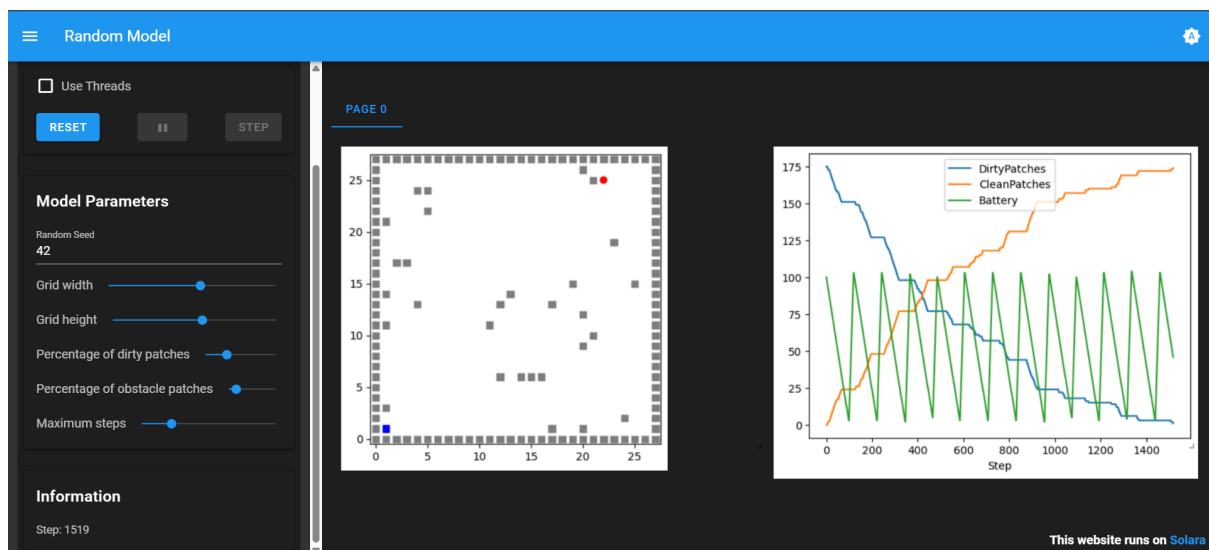 Random Model
A
Use Threads
RESET
STEP
Model Parameters
Random Seed
42
Grid width
Grid height
Percentage of dirty patches
Percentage of obstacle patches
Maximum steps
Information
Step: 1519
PAGE 0
25
20
15
10
5
0
0 5 10 15 20 25
175
150
125
100
75
50
25
0
DirtyPatches
CleanPatches
Battery
0 200 400 600 800 1000 1200 1400
Step
This website runs on Solara